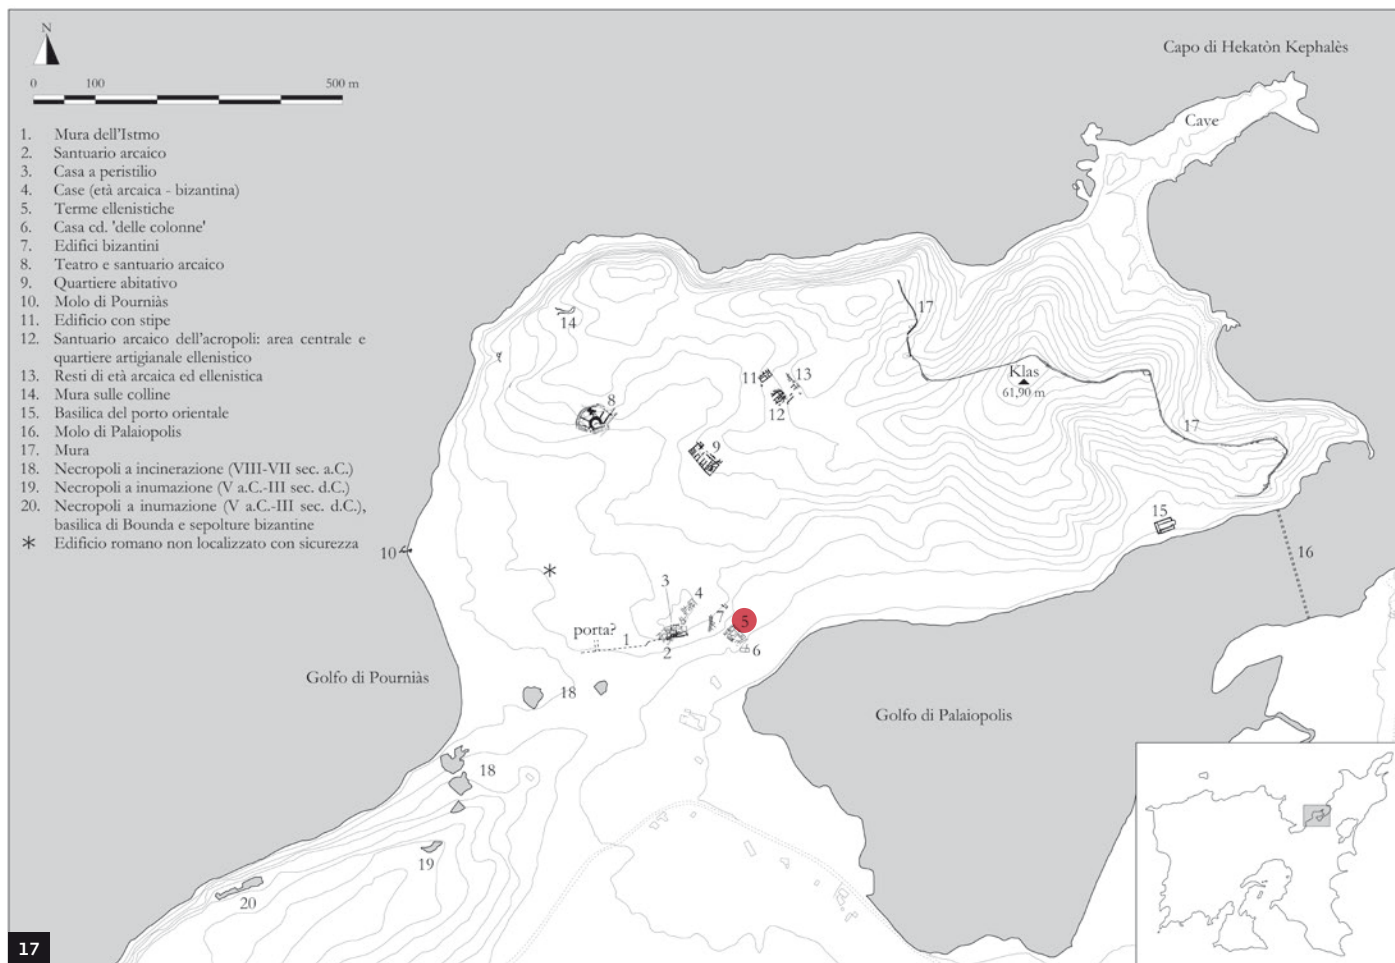 N
0 100 500 m
1. Mura dell'Istmo
2. Santuario arcaico
3. Casa a peristilio
4. Case (età arcaica - bizantina)
5. Terme ellenistiche
6. Casa cd. 'delle colonne'
7. Edifici bizantini
8. Teatro e santuario arcaico
9. Quartiere abitativo
10. Molo di Pourniàs
11. Edificio con stipe
12. Santuario arcaico dell'acropoli: area centrale e
quartiere artigianale ellenistico
13. Resti di età arcaica ed ellenistica
14. Mura sulle colline
15. Basilica del porto orientale
16. Molo di Palaiopolis
17. Mura
18. Necropoli a incinerazione (VIII-VII sec. a.C.)
19. Necropoli a inumazione (V a.C.-III sec. d.C.)
20. Necropoli a inumazione (V a.C.-III sec. d.C.),
basilica di Bounda e sepolture bizantine
* Edificio romano non localizzato con sicurezza
Capo di Hekatòn Kephalès
Cave
17
14
Klas
61,90 m
11
13
12
8
17
9
15
10
16
*
3
4
7
5
porta?
1
2
6
Golfo di Pourniàs
18
Golfo di Palaiopolis
18
19
20
17